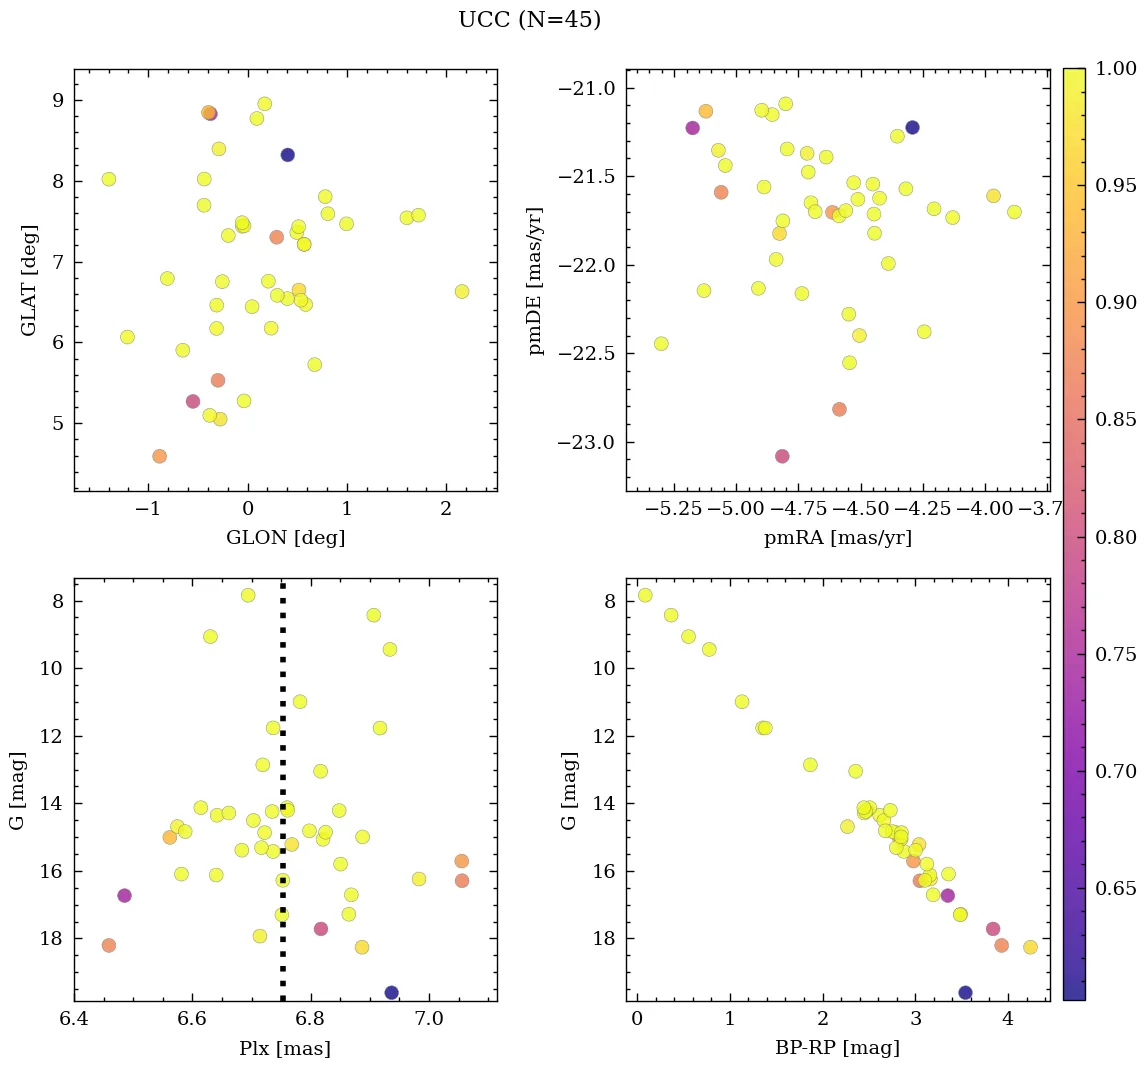 UCC (N=45)
9
8
7
6
5
GLAT [deg]
−1 0 1 2
GLON [deg]
−21.0
−21.5
−22.0
−22.5
−23.0
pmDE [mas/yr]
−5.25 −5.00 −4.75 −4.50 −4.25 −4.00 −3.7
pmRA [mas/yr]
8
10
12
14
16
18
G [mag]
6.4 6.6 6.8 7.0
Plx [mas]
8
10
12
14
16
18
G [mag]
0 1 2 3 4
BP-RP [mag]
1.00
0.95
0.90
0.85
0.80
0.75
0.70
0.65